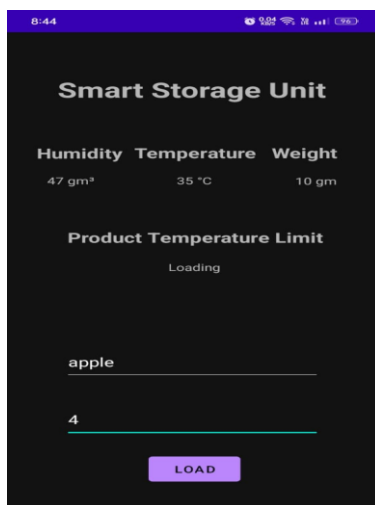 8:44 96
Smart Storage Unit
Humidity Temperature Weight
47 gm³ 35 °C 10 gm
Product Temperature Limit
Loading
apple
4
LOAD